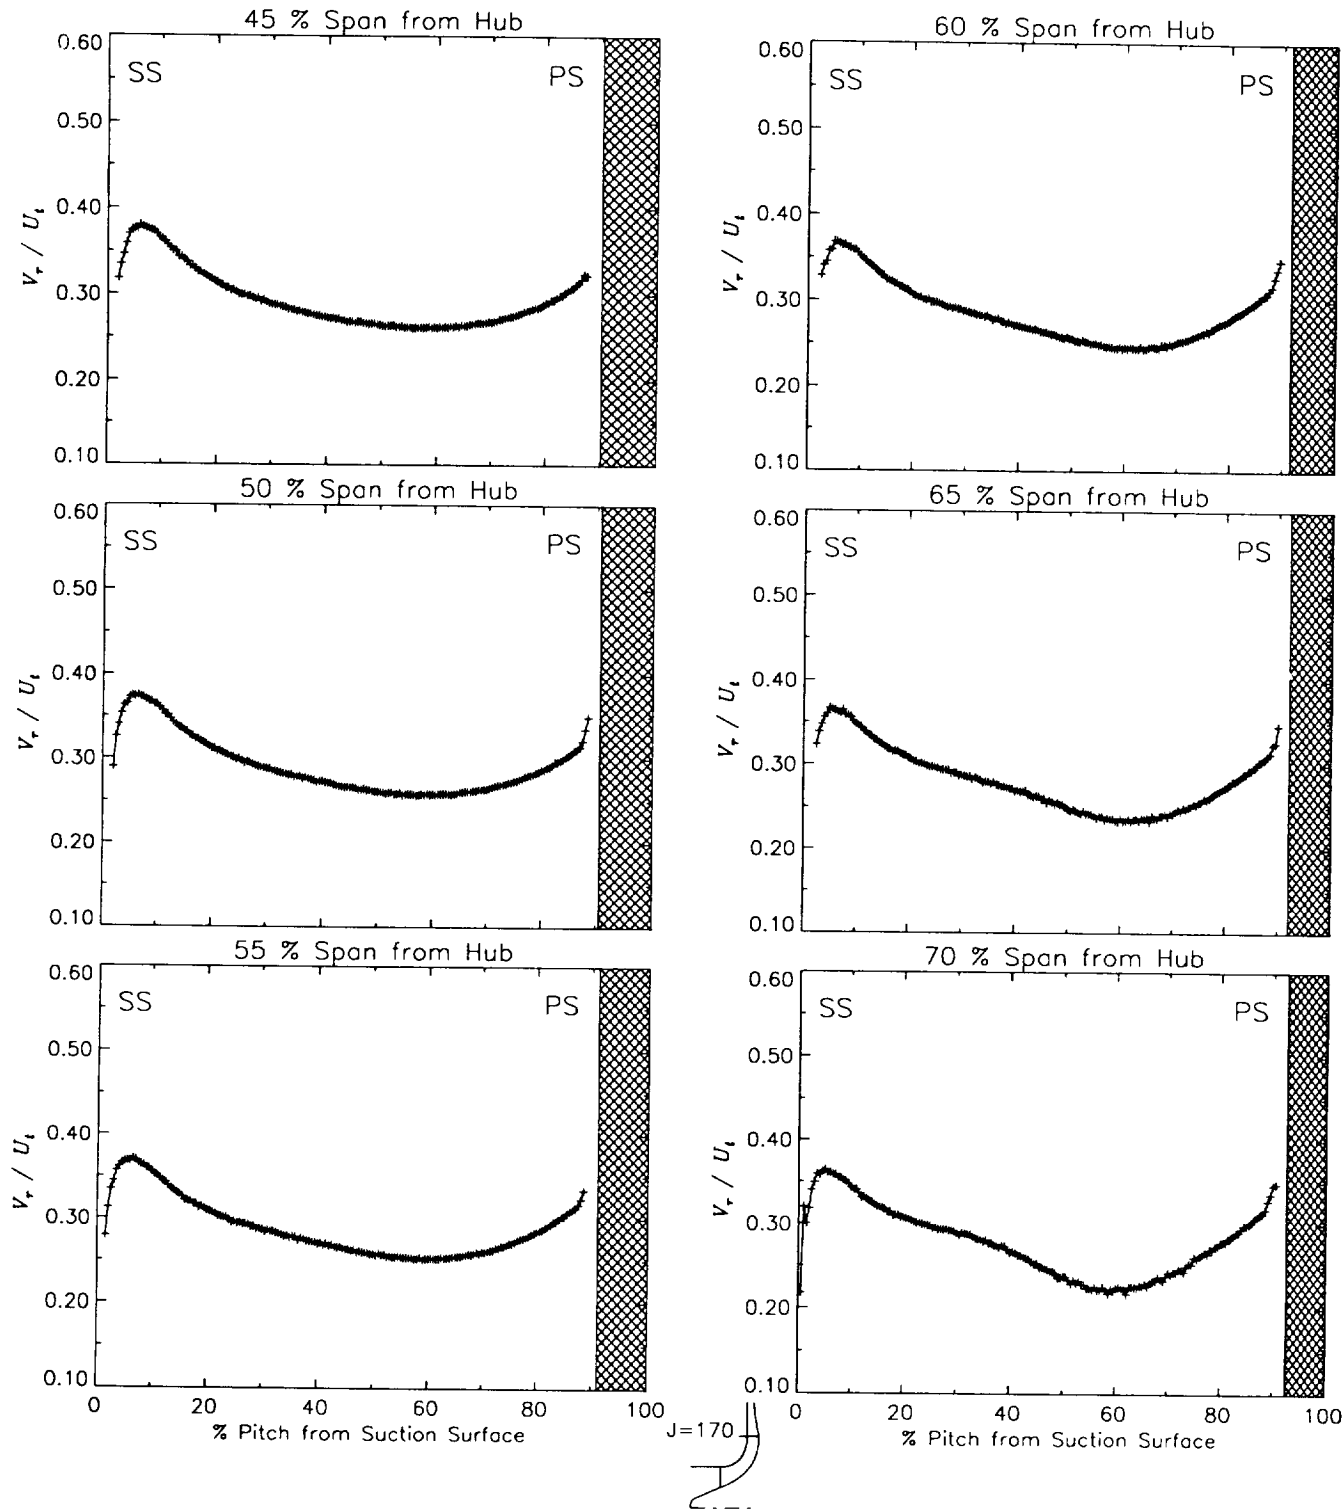 45 % Span from Hub
0.60
SS
PS
0.50
0.40
0.30
0.20
0.10
V_r / U_t
60 % Span from Hub
0.60
SS
PS
0.50
0.40
0.30
0.20
0.10
V_r / U_t
50 % Span from Hub
0.60
SS
PS
0.50
0.40
0.30
0.20
0.10
V_r / U_t
65 % Span from Hub
0.60
SS
PS
0.50
0.40
0.30
0.20
0.10
V_r / U_t
55 % Span from Hub
0.60
SS
PS
0.50
0.40
0.30
0.20
0.10
V_r / U_t
0 20 40 60 80 100
% Pitch from Suction Surface
70 % Span from Hub
0.60
SS
PS
0.50
0.40
0.30
0.20
0.10
V_r / U_t
0 20 40 60 80 100
% Pitch from Suction Surface
J=170